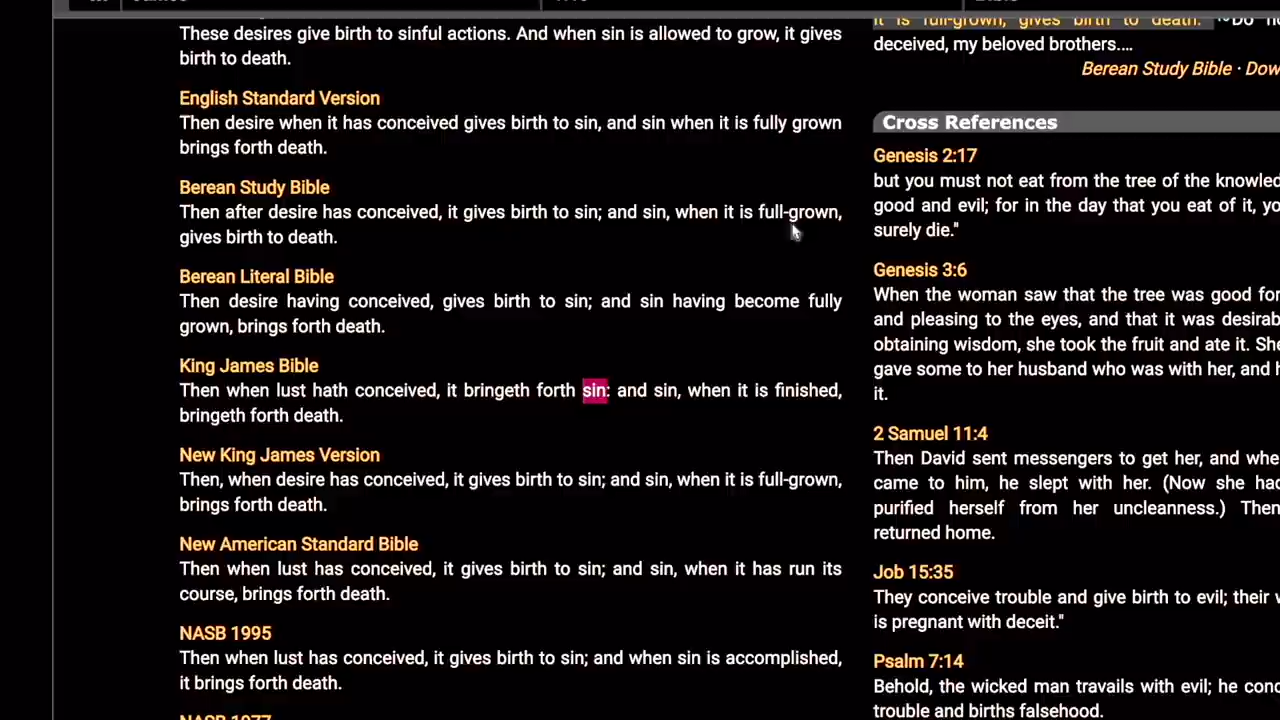 These desires give birth to sinful actions. And when sin is allowed to grow, it gives
birth to death.
English Standard Version
Then desire when it has conceived gives birth to sin, and sin when it is fully grown
brings forth death.
Berean Study Bible
Then after desire has conceived, it gives birth to sin; and sin, when it is full-grown,
gives birth to death.
Berean Literal Bible
Then desire having conceived, gives birth to sin; and sin having become fully
grown, brings forth death.
King James Bible
Then when lust hath conceived, it bringeth forth sin: and sin, when it is finished,
bringeth forth death.
New King James Version
Then, when desire has conceived, it gives birth to sin; and sin, when it is full-grown,
brings forth death.
New American Standard Bible
Then when lust has conceived, it gives birth to sin; and sin, when it has run its
course, brings forth death.
NASB 1995
Then when lust has conceived, it gives birth to sin; and when sin is accomplished,
it brings forth death.
NASB 1977
it is full-grown, gives birth to death. Do
deceived, my beloved brothers.…
Berean Study Bible ·
Cross References
Genesis 2:17
but you must not eat from the tree of the
good and evil; for in the day that you eat of it,
surely die."
Genesis 3:6
When the woman saw that the tree was good
and pleasing to the eyes, and that it was
obtaining wisdom, she took the fruit and ate it.
gave some to her husband who was with her, and
it.
2 Samuel 11:4
Then David sent messengers to get her, and
came to him, he slept with her. (Now she
purified herself from her uncleanness.)
returned home.
Job 15:35
They conceive trouble and give birth to evil; their
is pregnant with deceit."
Psalm 7:14
Behold, the wicked man travails with evil; he
trouble and births falsehood.